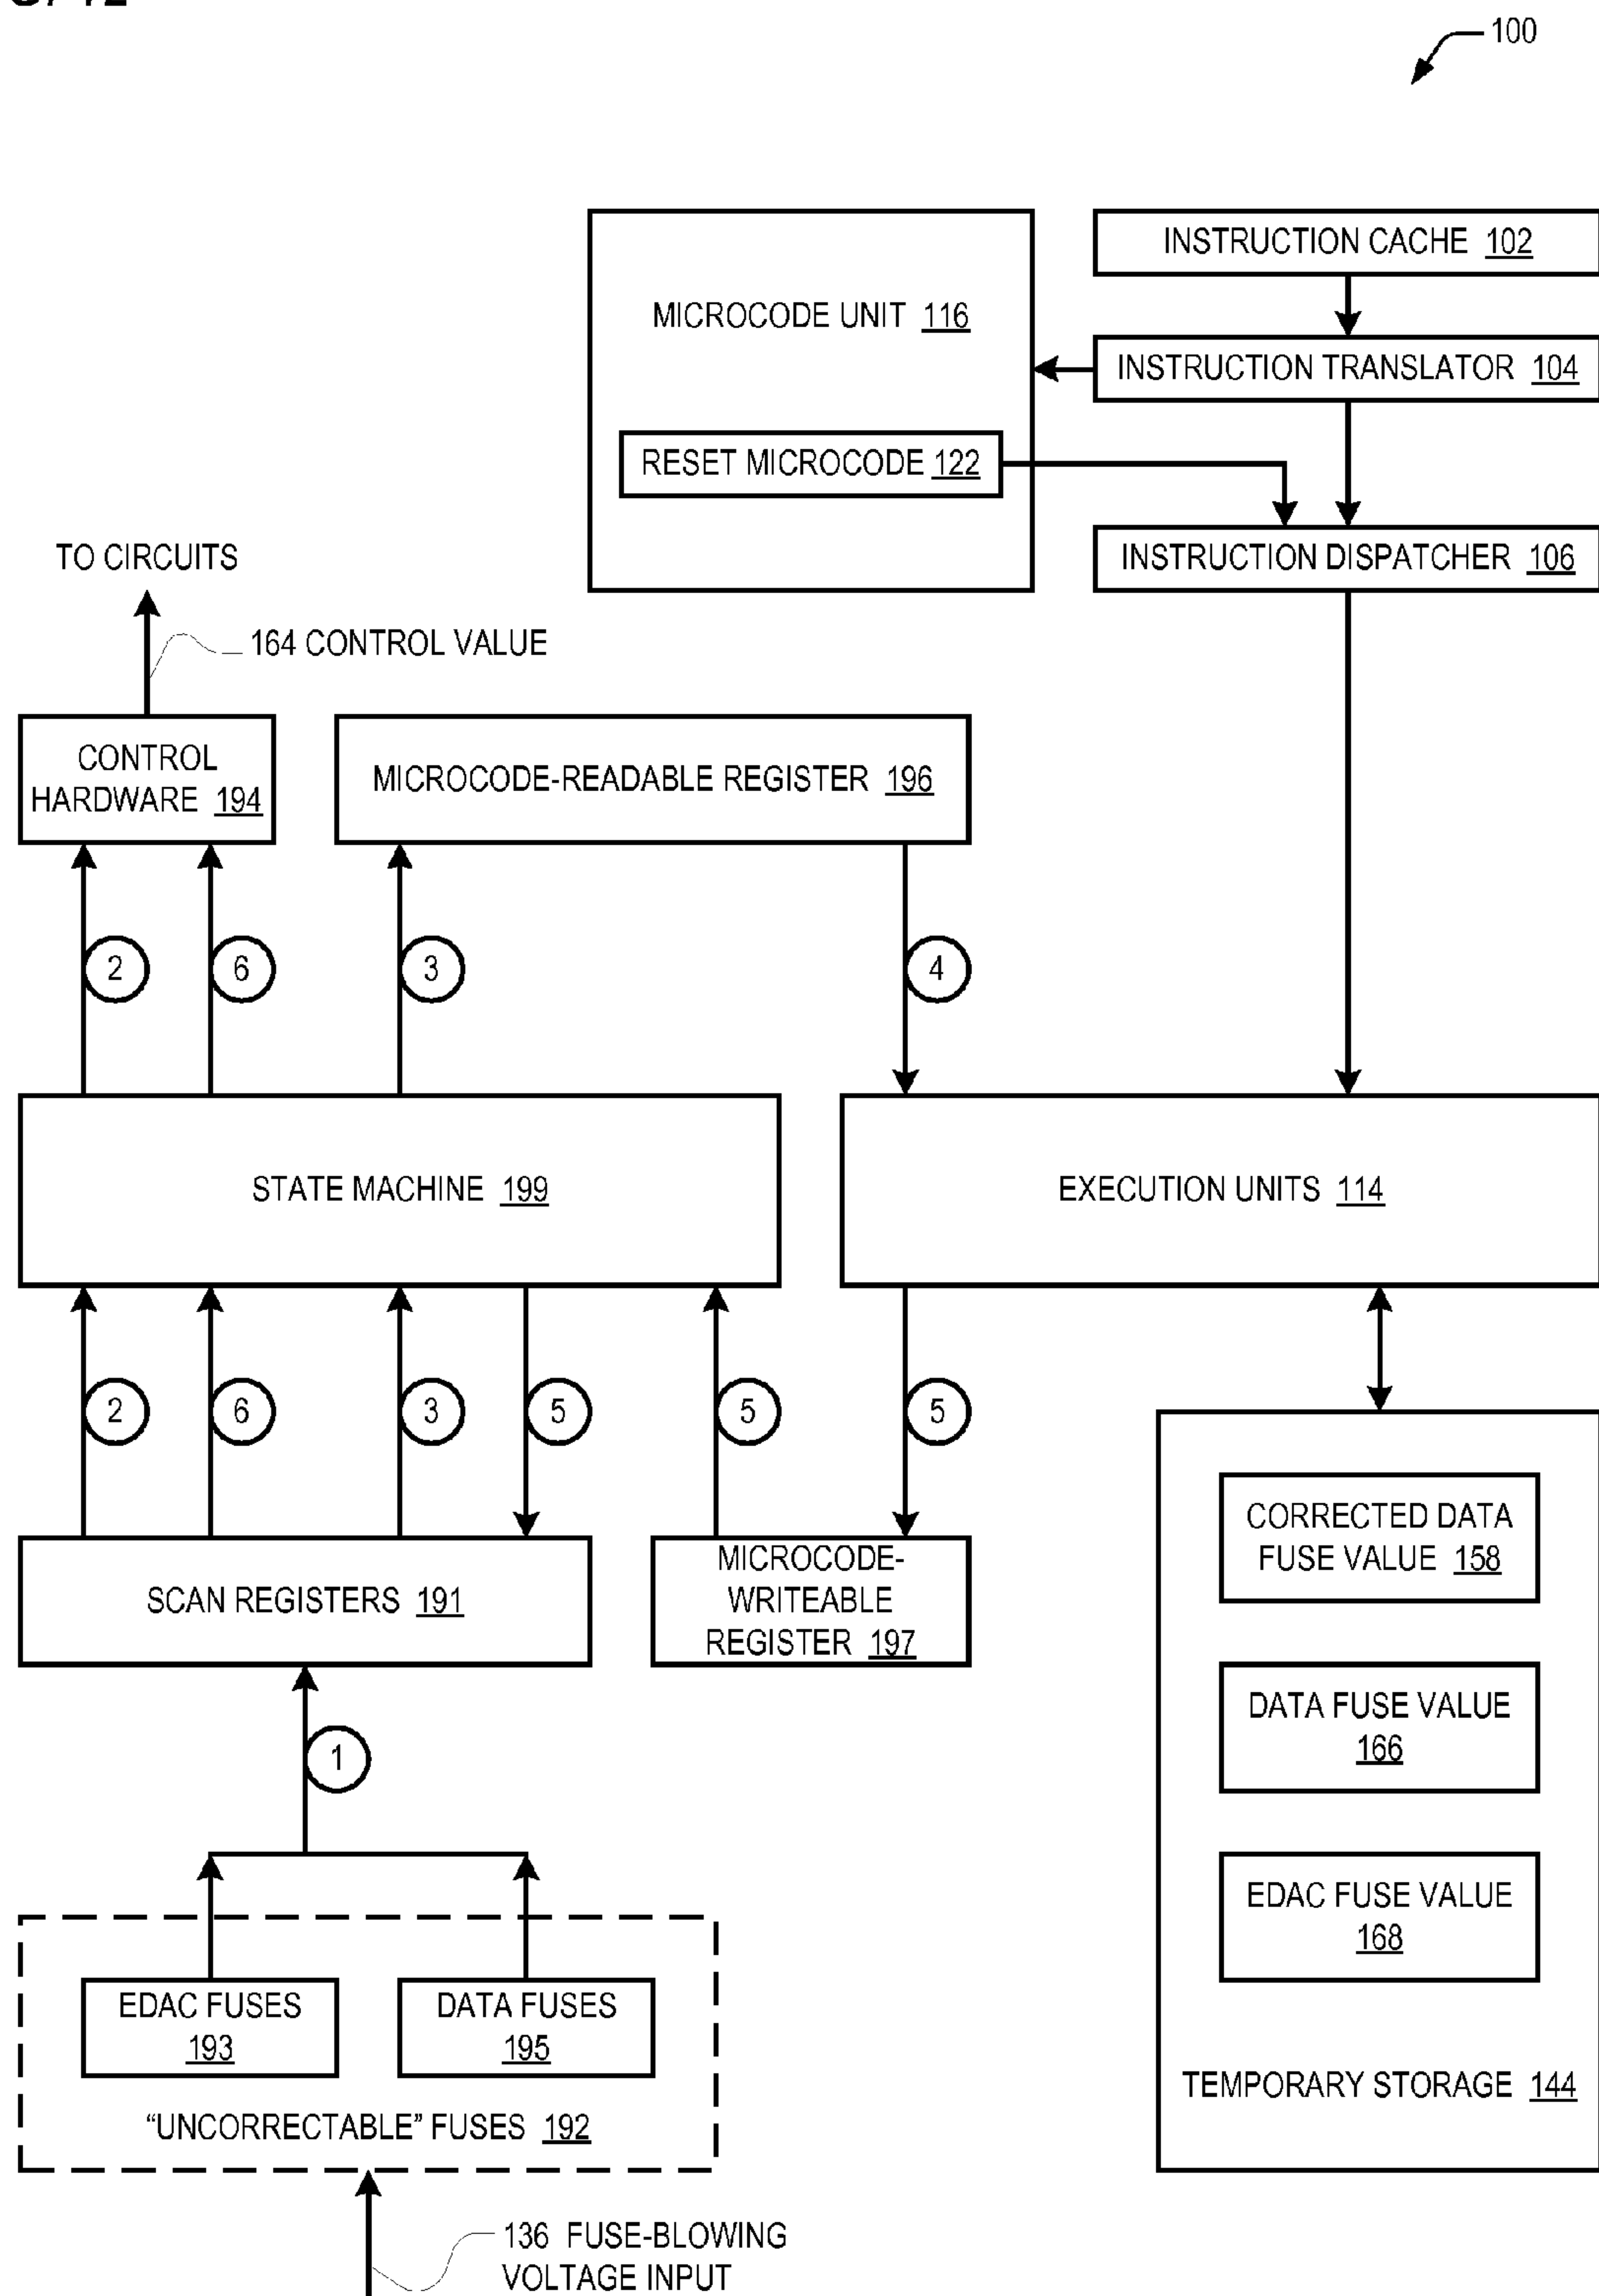 100
INSTRUCTION CACHE 102
MICROCODE UNIT 116
INSTRUCTION TRANSLATOR 104
RESET MICROCODE 122
INSTRUCTION DISPATCHER 106
TO CIRCUITS
164 CONTROL VALUE
CONTROL
HARDWARE 194
MICROCODE-READABLE REGISTER 196
2
6
3
4
STATE MACHINE 199
EXECUTION UNITS 114
2
6
3
5
5
5
CORRECTED DATA
FUSE VALUE 158
SCAN REGISTERS 191
MICROCODE-
WRITEABLE
REGISTER 197
DATA FUSE VALUE
166
1
EDAC FUSE VALUE
168
EDAC FUSES
193
DATA FUSES
195
TEMPORARY STORAGE 144
“UNCORRECTABLE” FUSES 192
136 FUSE-BLOWING
VOLTAGE INPUT